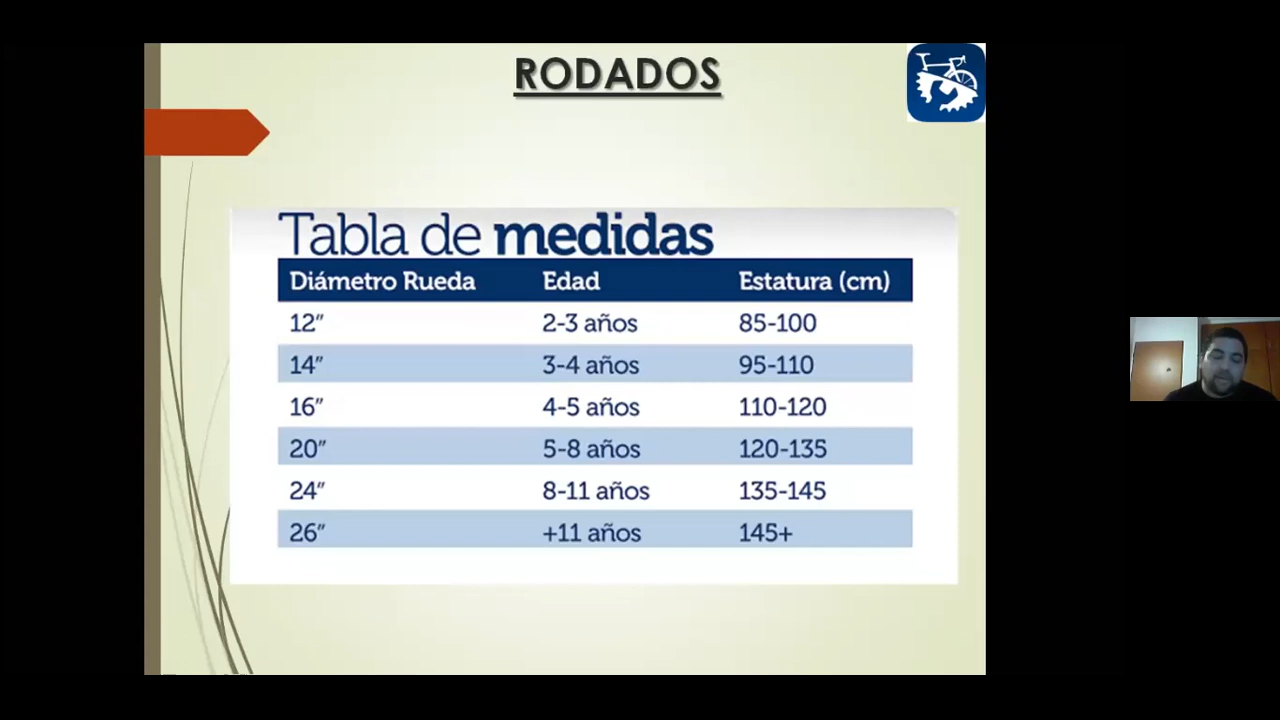 RODADOS
Tabla de medidas
Diámetro Rueda Edad Estatura (cm)
12″ 2-3 años 85-100
14″ 3-4 años 95-110
16″ 4-5 años 110-120
20″ 5-8 años 120-135
24″ 8-11 años 135-145
26″ +11 años 145+